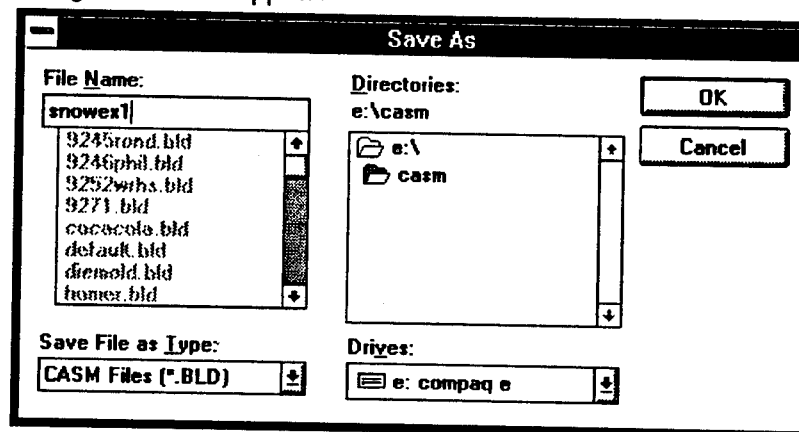 Save As
File Name:
snowex1
9245rond.bld
9246phil.bld
9252wrhs.bld
9271.bld
cocacola.bld
default.bld
diemold.bld
homer.bld
Save File as Type:
CASM Files (*.BLD)
Directories:
e:\casm
e:\
casm
Drives:
e: compaq e
OK
Cancel